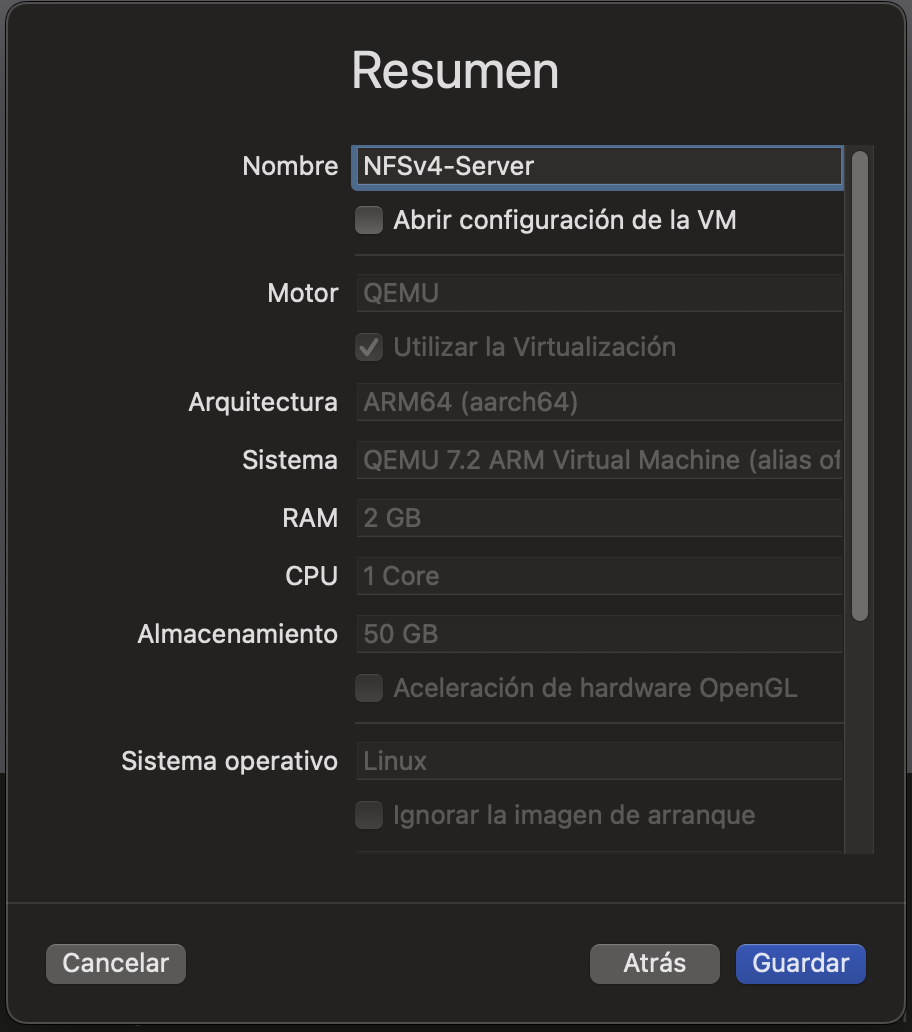 Resumen
Nombre NFSv4-Server
Abrir configuración de la VM
Motor QEMU
Utilizar la Virtualización
Arquitectura ARM64 (aarch64)
Sistema QEMU 7.2 ARM Virtual Machine (alias of
RAM 2 GB
CPU 1 Core
Almacenamiento 50 GB
Aceleración de hardware OpenGL
Sistema operativo Linux
Ignorar la imagen de arranque
Cancelar Atrás Guardar